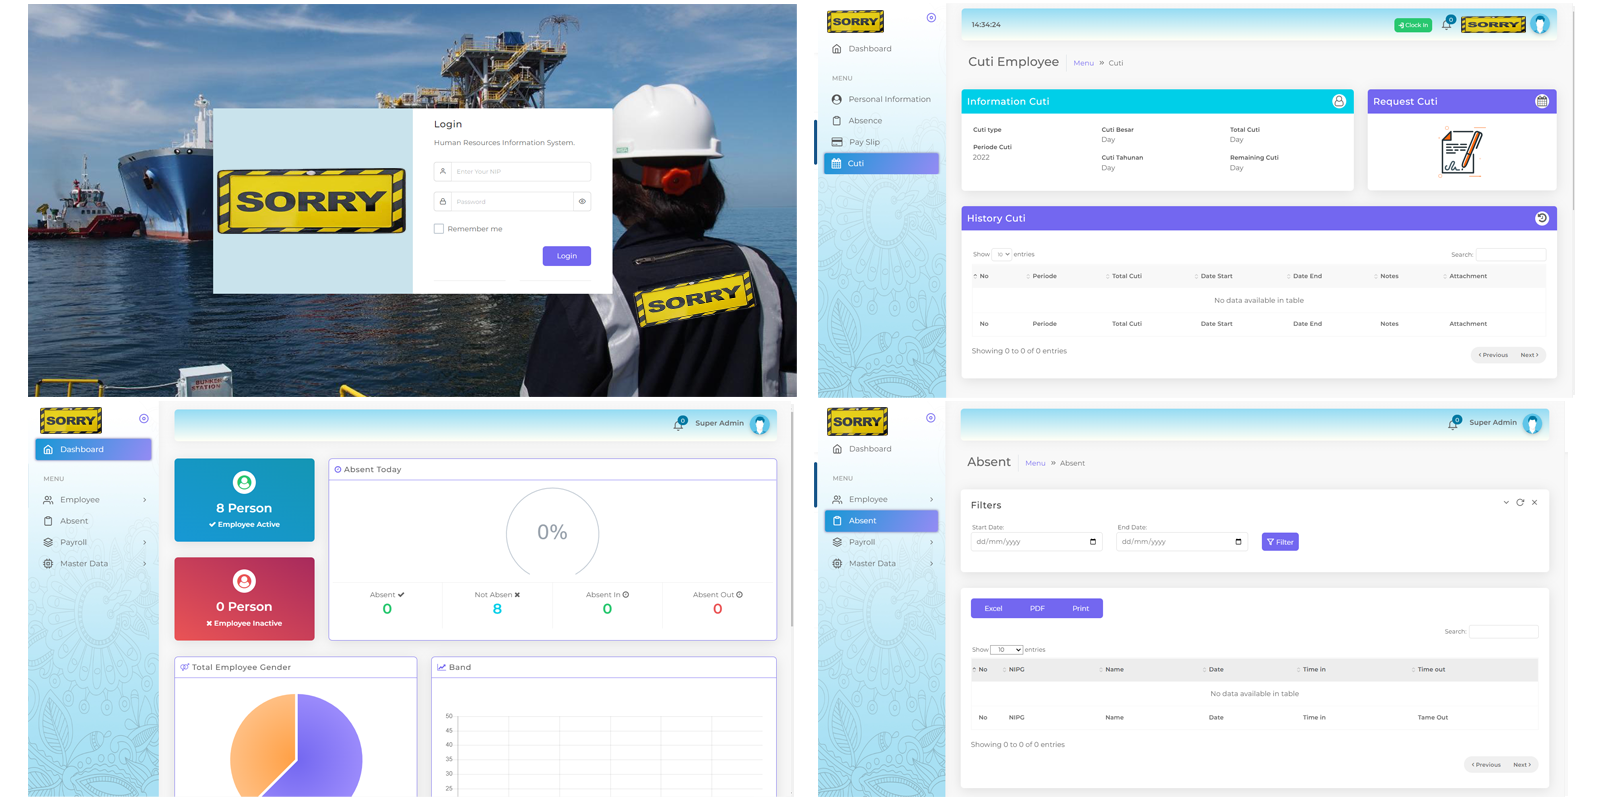 SORRY
Login
Human Resources Information System.
Enter Your NIP
Password
Remember me
Login
SORRY
BUNKER
STATION
SORRY
14:34:24
Clock In
0
SORRY
Dashboard
MENU
Personal Information
Absence
Pay Slip
Cuti
Cuti Employee
Menu » Cuti
Information Cuti
Cuti type
Periode Cuti
2022
Cuti Besar
Day
Cuti Tahunan
Day
Total Cuti
Day
Remaining Cuti
Day
Request Cuti
History Cuti
Show 10 entries
Search:
No Periode Total Cuti Date Start Date End Notes Attachment
No data available in table
No Periode Total Cuti Date Start Date End Notes Attachment
Showing 0 to 0 of 0 entries
Previous Next
SORRY
0
Super Admin
Dashboard
MENU
Employee
Absent
Payroll
Master Data
8 Person
Employee Active
0 Person
Employee Inactive
Absent Today
0%
Absent Not Absen Absent In Absent Out
0 8 0 0
Total Employee Gender
Band
50
45
40
35
30
25
SORRY
0
Super Admin
Dashboard
MENU
Employee
Absent
Payroll
Master Data
Absent
Menu » Absent
Filters
Start Date: End Date:
dd/mm/yyyy dd/mm/yyyy Filter
Excel PDF Print
Search:
Show 10 entries
No NIPG Name Date Time in Time out
No data available in table
No NIPG Name Date Time in Tame Out
Showing 0 to 0 of 0 entries
Previous Next